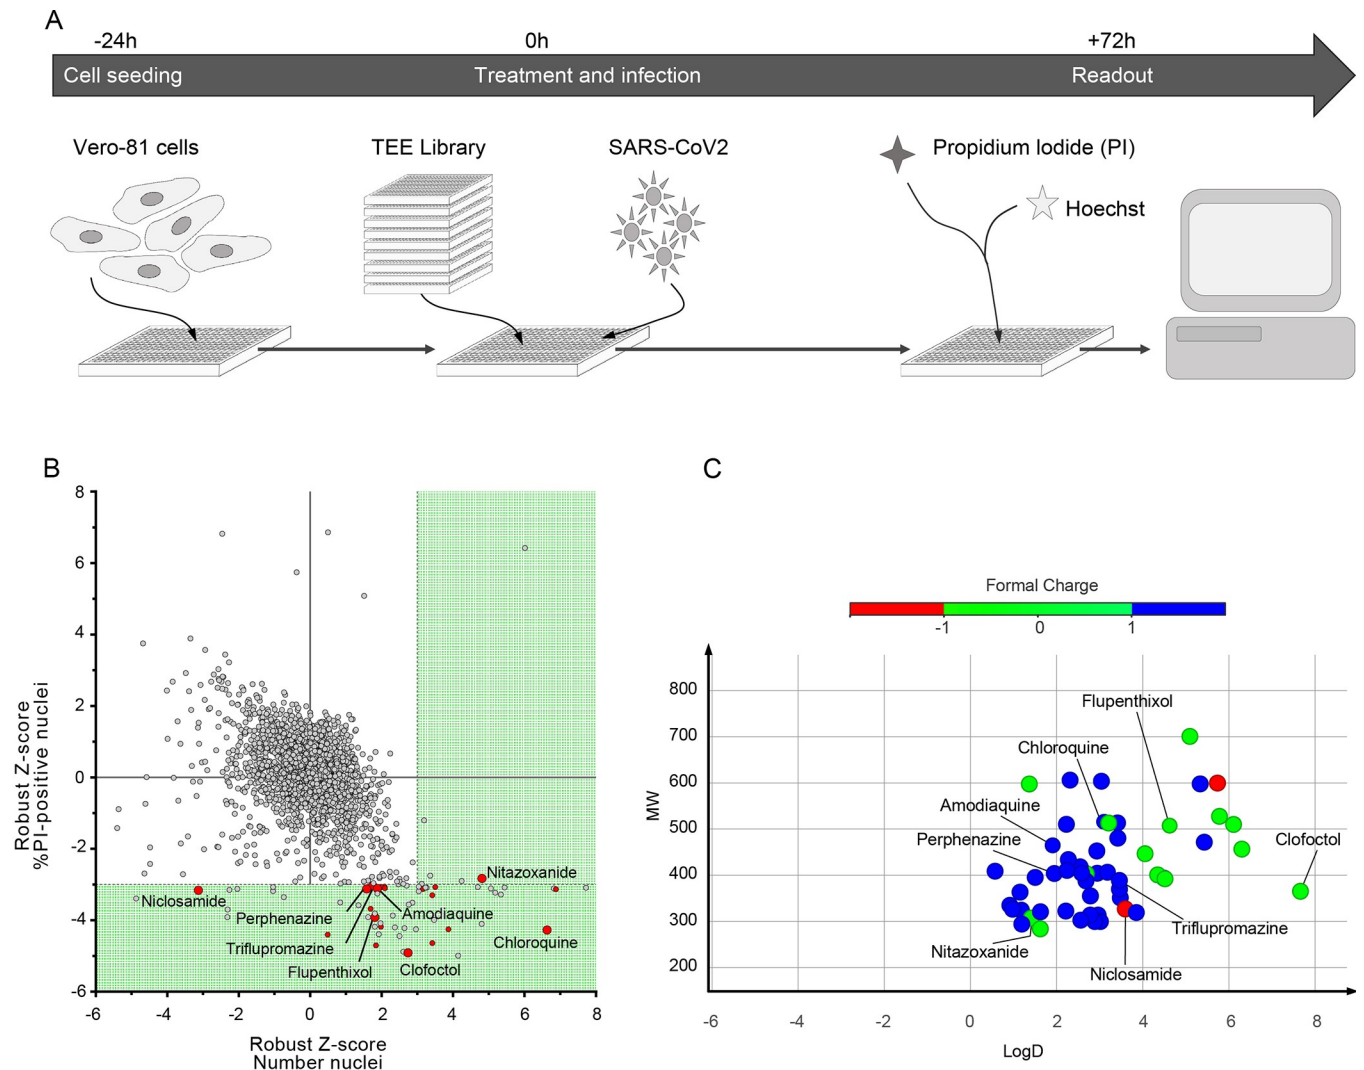 A
-24h 0h +72h
Cell seeding Treatment and infection Readout
Vero-81 cells TEE Library SARS-CoV2 Propidium Iodide (PI)
Hoechst
B
8
6
4
2
0
-2
-4
-6
Robust Z-score
%PI-positive nuclei
Nitazoxanide
Niclosamide
Perphenazine
Amodiaquine
Triflupromazine
Chloroquine
Flupenthixol
Clofoctol
-6 -4 -2 0 2 4 6 8
Robust Z-score
Number nuclei
C
Formal Charge
-1 0 1
800
700
600
500
400
300
200
MW
Flupenthixol
Chloroquine
Amodiaquine
Perphenazine
Clofoctol
Triflupromazine
Nitazoxanide
Niclosamide
-6 -4 -2 0 2 4 6 8
LogD